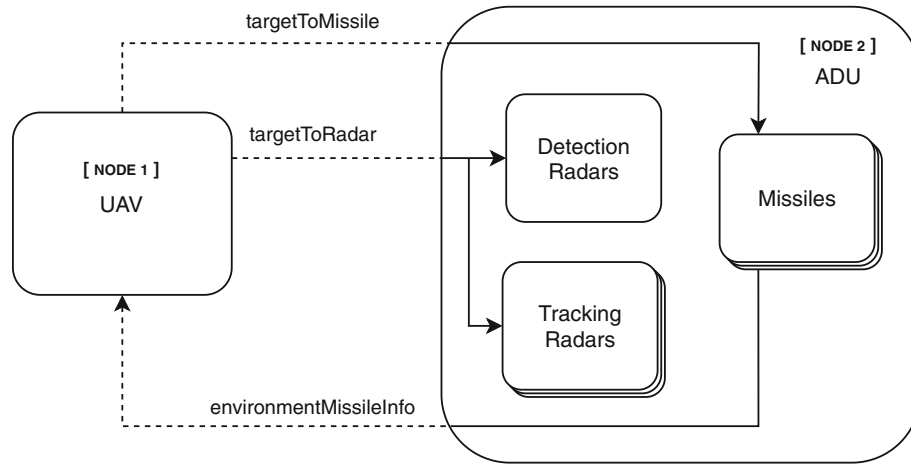 targetToMissile
[ NODE 2 ]
ADU
targetToRadar
Detection
Radars
[ NODE 1 ]
UAV
Missiles
Tracking
Radars
environmentMissileInfo